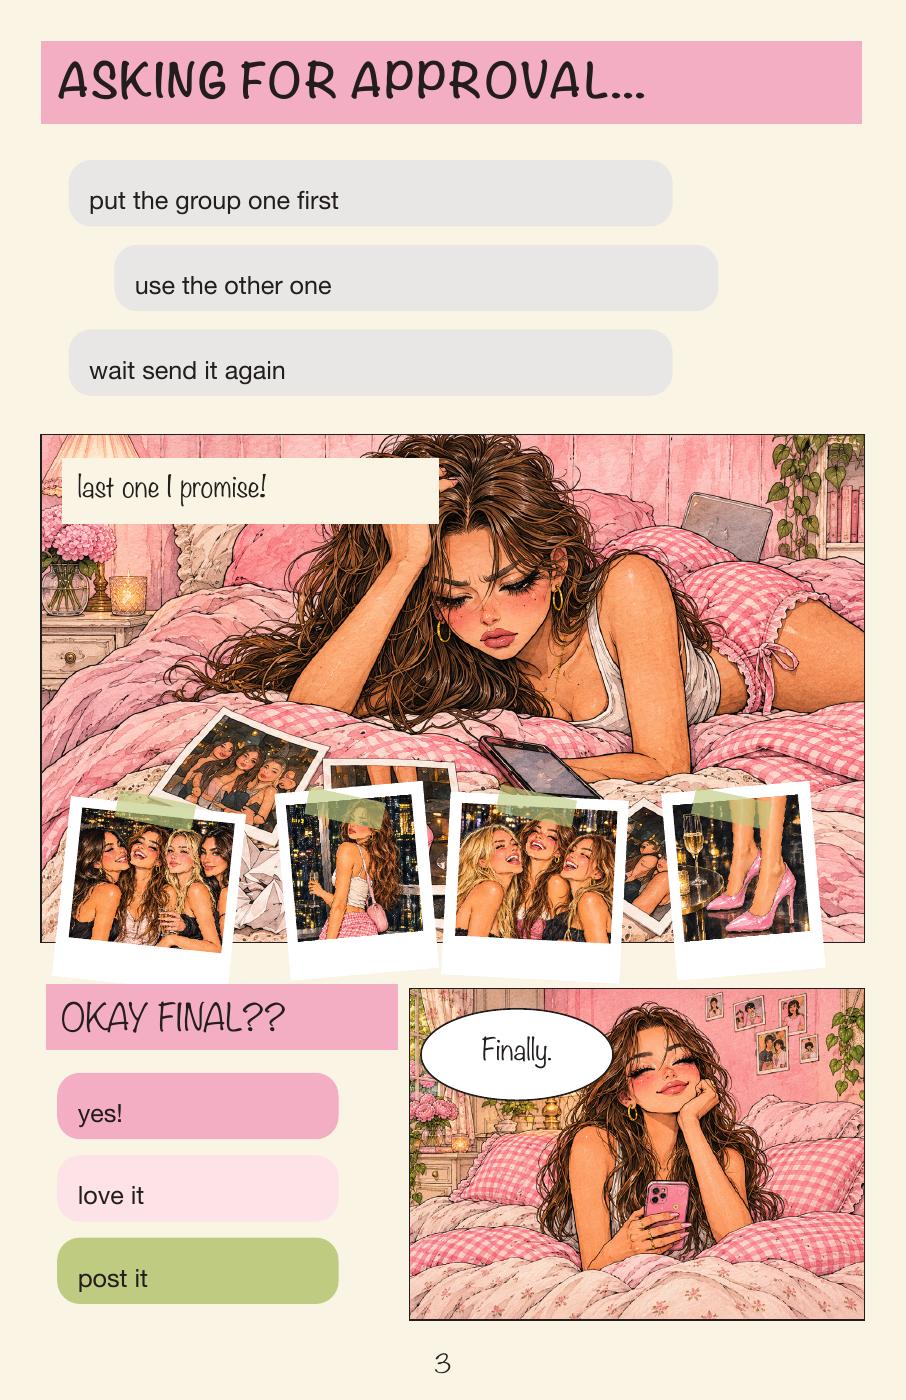 ASKING FOR APPROVAL...
put the group one first
use the other one
wait send it again
last one I promise!
OKAY FINAL??
yes!
love it
post it
Finally.
3